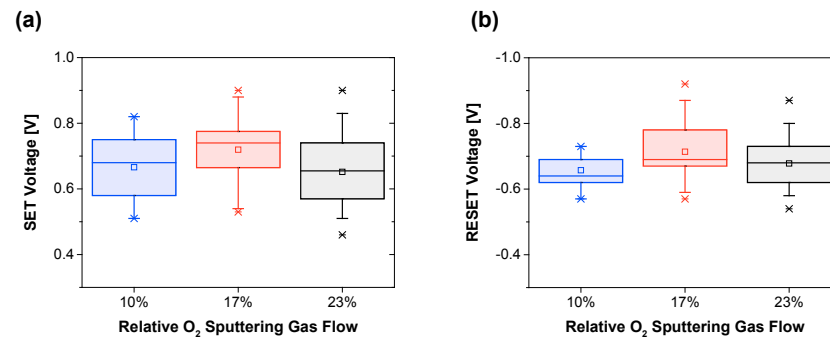 (a)
SET Voltage [V]
1.0
0.8
0.6
0.4
10%
17%
23%
Relative O₂ Sputtering Gas Flow
(b)
RESET Voltage [V]
-1.0
-0.8
-0.6
-0.4
10%
17%
23%
Relative O₂ Sputtering Gas Flow